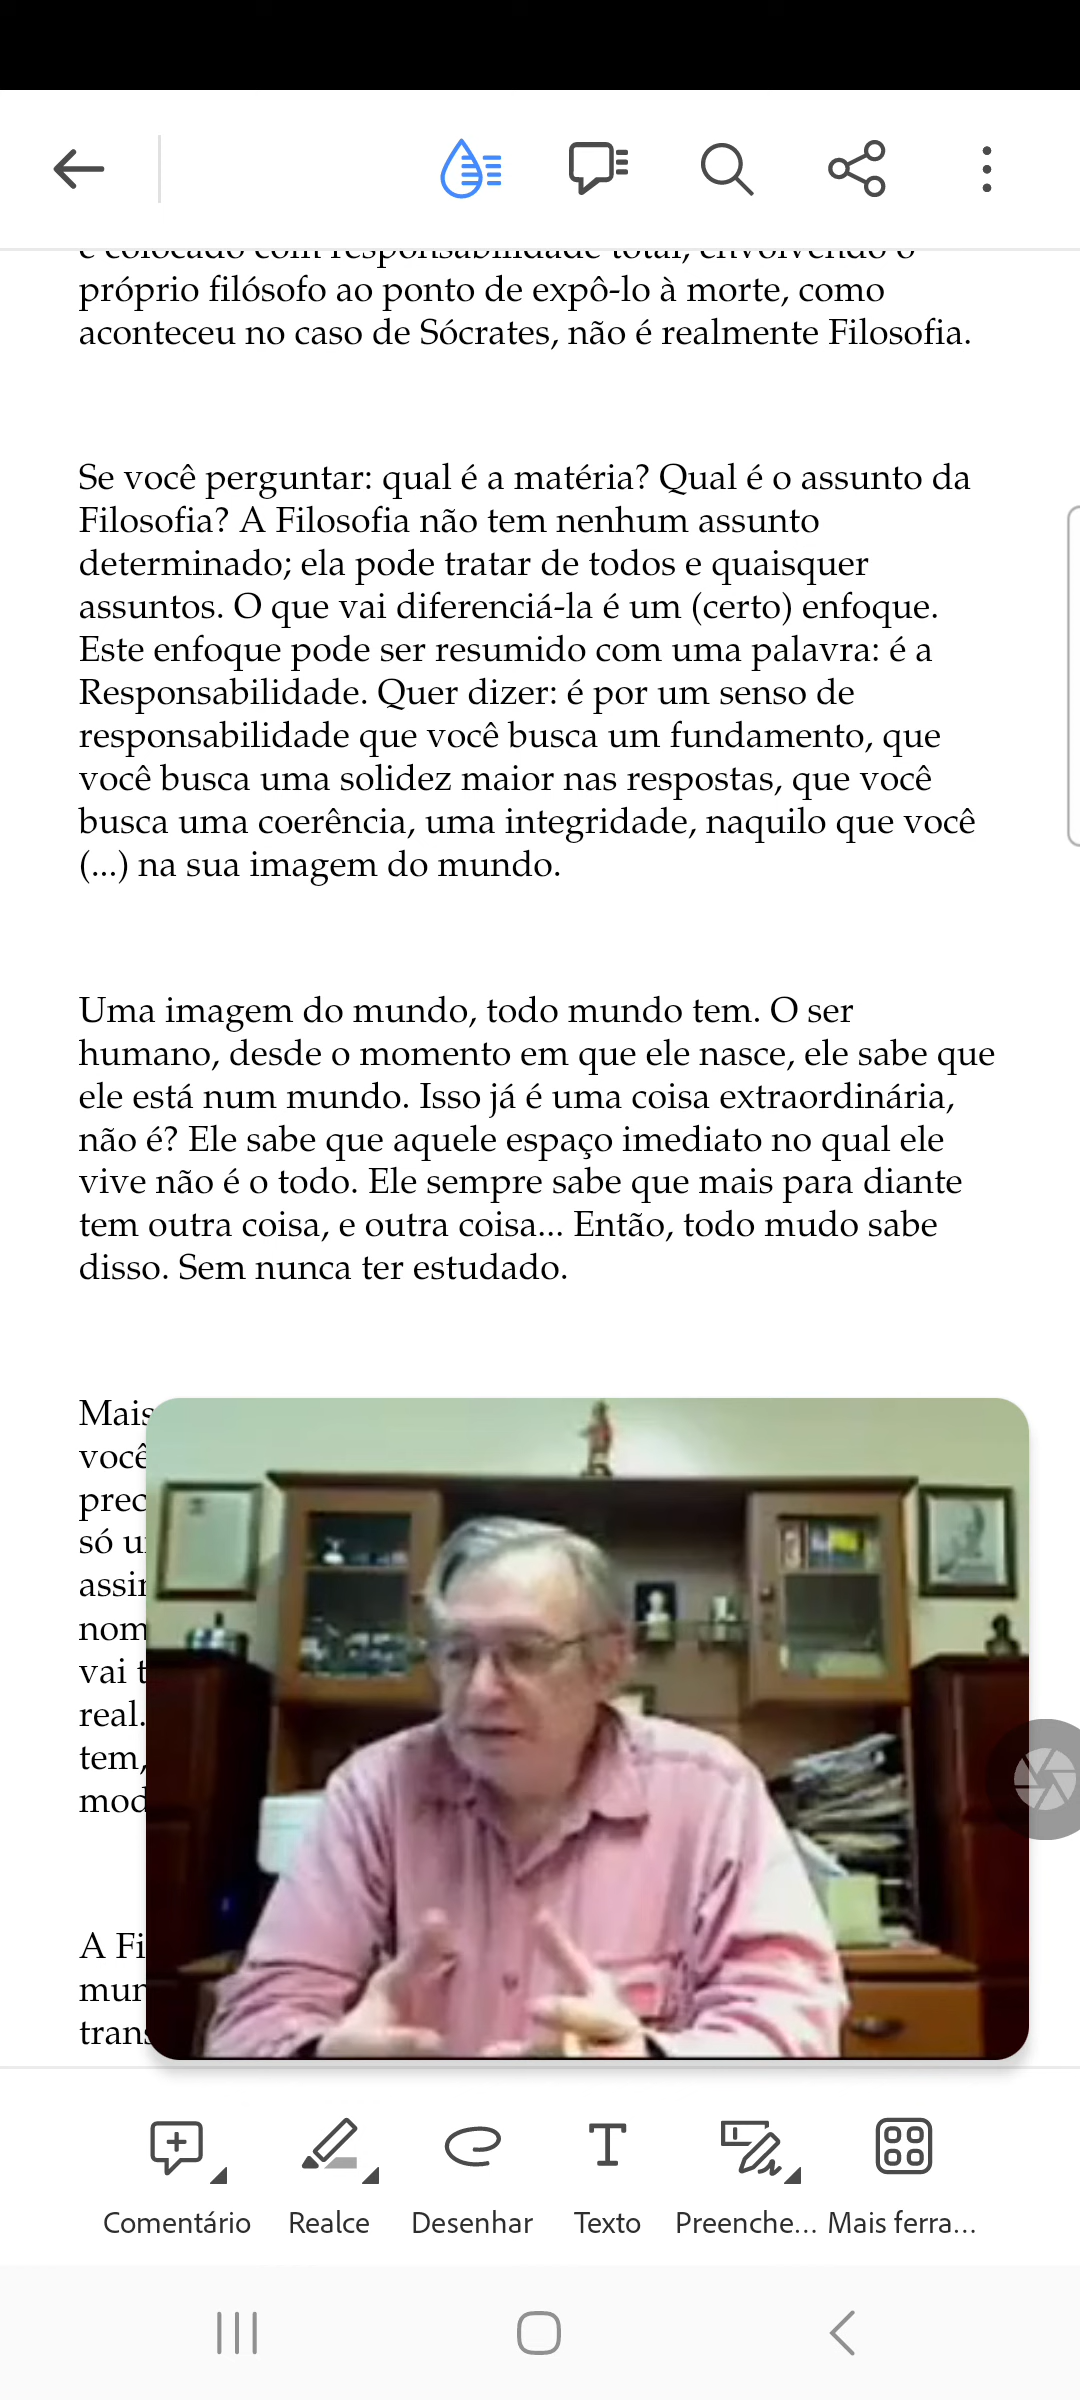 próprio filósofo ao ponto de expô-lo à morte, como
aconteceu no caso de Sócrates, não é realmente Filosofia.
Se você perguntar: qual é a matéria? Qual é o assunto da
Filosofia? A Filosofia não tem nenhum assunto
determinado; ela pode tratar de todos e quaisquer
assuntos. O que vai diferenciá-la é um (certo) enfoque.
Este enfoque pode ser resumido com uma palavra: é a
Responsabilidade. Quer dizer: é por um senso de
responsabilidade que você busca um fundamento, que
você busca uma solidez maior nas respostas, que você
busca uma coerência, uma integridade, naquilo que você
(...) na sua imagem do mundo.
Uma imagem do mundo, todo mundo tem. O ser
humano, desde o momento em que ele nasce, ele sabe que
ele está num mundo. Isso já é uma coisa extraordinária,
não é? Ele sabe que aquele espaço imediato no qual ele
vive não é o todo. Ele sempre sabe que mais para diante
tem outra coisa, e outra coisa... Então, todo mudo sabe
disso. Sem nunca ter estudado.
Mais
você
só
vai
real.
tem,
A
Comentário Realce Desenhar Texto Preenche... Mais ferra...